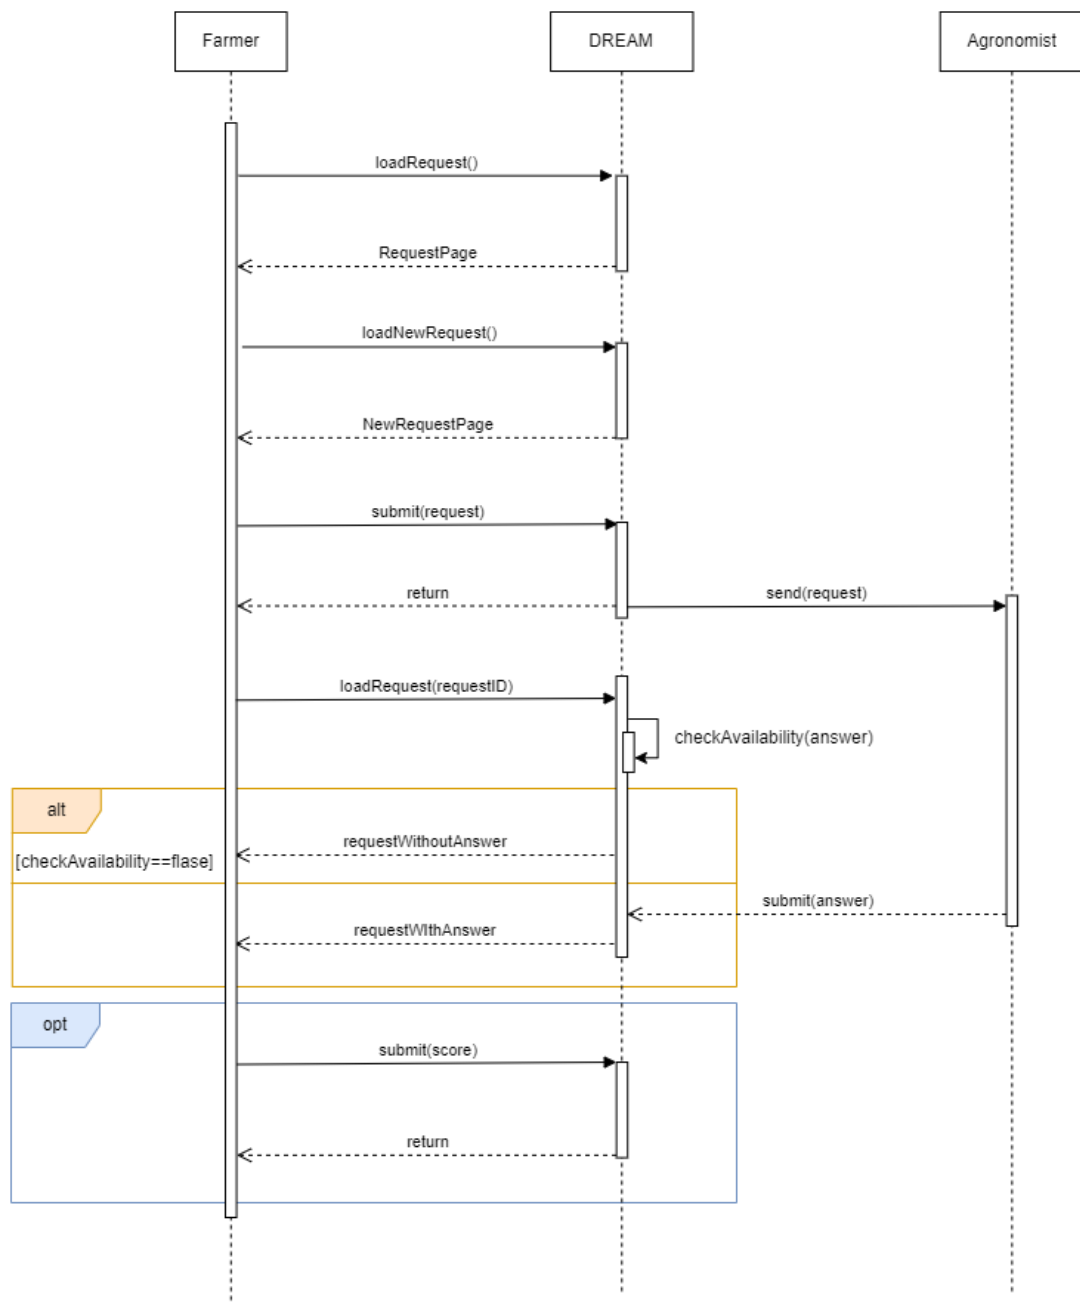 Farmer
DREAM
Agronomist
loadRequest()
RequestPage
loadNewRequest()
NewRequestPage
submit(request)
return
send(request)
loadRequest(requestID)
checkAvailability(answer)
alt
requestWithoutAnswer
[checkAvailability==flase]
submit(answer)
requestWIthAnswer
opt
submit(score)
return